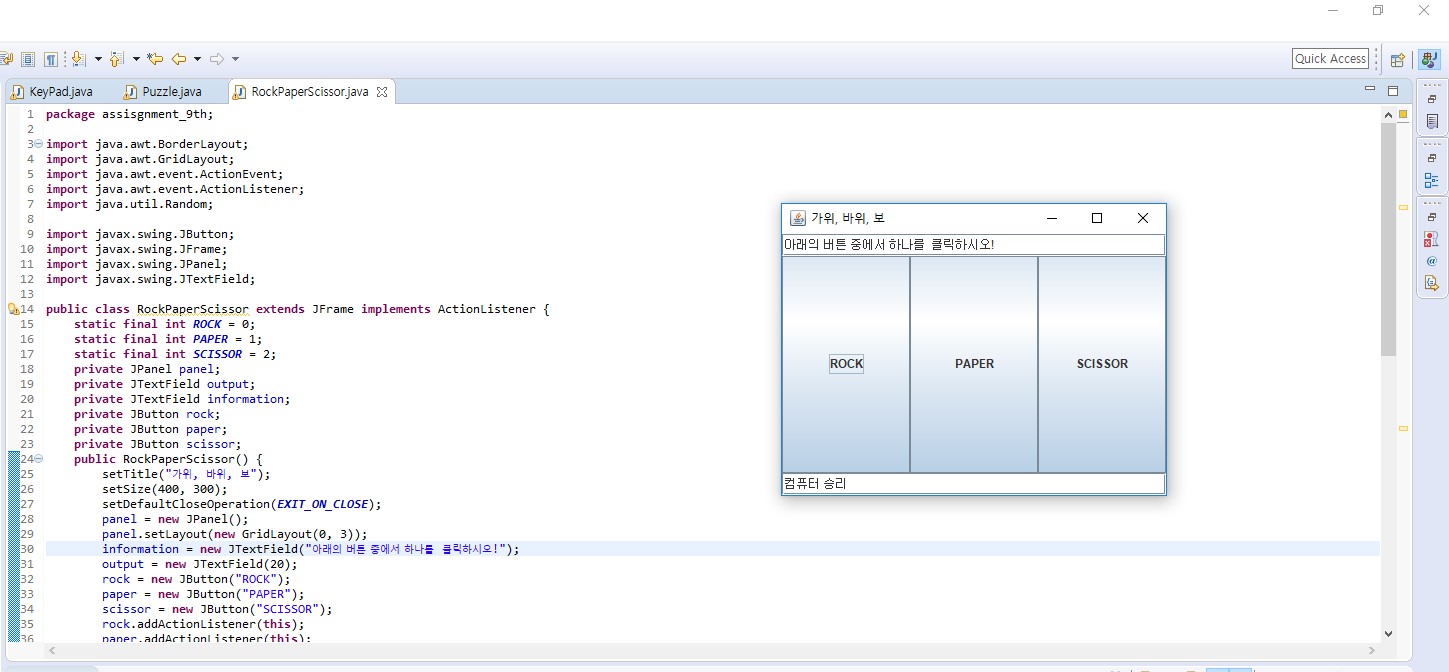 Quick Access
KeyPad.java
Puzzle.java
RockPaperScissor.java
1 package assisgnment_9th;
2
3 import java.awt.BorderLayout;
4 import java.awt.GridLayout;
5 import java.awt.event.ActionEvent;
6 import java.awt.event.ActionListener;
7 import java.util.Random;
8
9 import javax.swing.JButton;
10 import javax.swing.JFrame;
11 import javax.swing.JPanel;
12 import javax.swing.JTextField;
13
14 public class RockPaperScissor extends JFrame implements ActionListener {
15 static final int ROCK = 0;
16 static final int PAPER = 1;
17 static final int SCISSOR = 2;
18 private JPanel panel;
19 private JTextField output;
20 private JTextField information;
21 private JButton rock;
22 private JButton paper;
23 private JButton scissor;
24 public RockPaperScissor() {
25 setTitle("가위, 바위, 보");
26 setSize(400, 300);
27 setDefaultCloseOperation(EXIT_ON_CLOSE);
28 panel = new JPanel();
29 panel.setLayout(new GridLayout(0, 3));
30 information = new JTextField("아래의 버튼 중에서 하나를 클릭하시오!");
31 output = new JTextField(20);
32 rock = new JButton("ROCK");
33 paper = new JButton("PAPER");
34 scissor = new JButton("SCISSOR");
35 rock.addActionListener(this);
36 paper.addActionListener(this);
가위, 바위, 보
아래의 버튼 중에서 하나를 클릭하시오!
ROCK
PAPER
SCISSOR
컴퓨터 승리